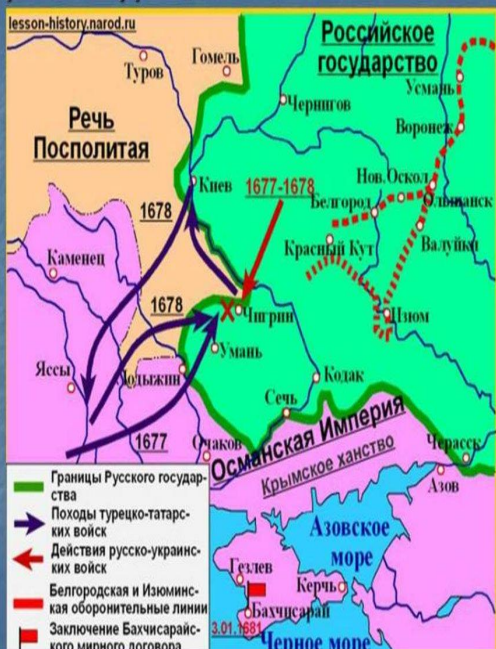 lesson-history.narod.ru
Российское
государство
Гомель
Туров
Усмань
Чернигов
Воронеж
Речь
Посполитая
Киев
1677-1678
Нов.Оскол
Ольшанск
Белгород
1678
Красный Кут
Валуйки
Каменец
1678
Чигрин
Изюм
Умань
Яссы
Лодыжин
Кодак
Сечь
1677
Очаков
Османская Империя
Крымское ханство
Черасск
Азов
Границы Русского государ-
ства
Походы турецко-татарс-
ких войск
Действия русско-украинс-
ких войск
Белгородская и Изюминс-
кая оборонительные линии
Заключение Бахчисарайс-
кого мирного договора
Азовское
море
Гезлев
Керчь
Бахчисарай
3.01.1681
Черное море